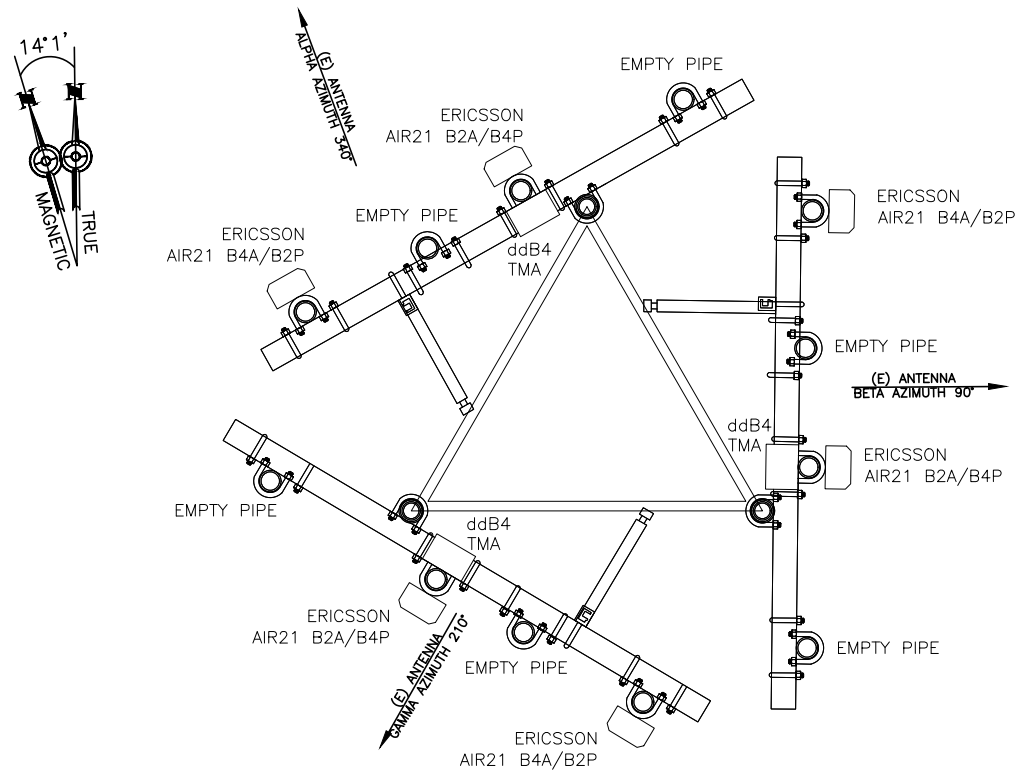 14°1'
MAGNETIC
TRUE
(E) ANTENNA
ALPHA AZIMUTH 340°
EMPTY PIPE
ERICSSON
AIR21 B2A/B4P
EMPTY PIPE
ERICSSON
AIR21 B4A/B2P
ddB4
TMA
ERICSSON
AIR21 B4A/B2P
EMPTY PIPE
(E) ANTENNA
BETA AZIMUTH 90°
ddB4
TMA
ERICSSON
AIR21 B2A/B4P
EMPTY PIPE
EMPTY PIPE
ddB4
TMA
ERICSSON
AIR21 B2A/B4P
EMPTY PIPE
(E) ANTENNA
GAMMA AZIMUTH 210°
ERICSSON
AIR21 B4A/B2P